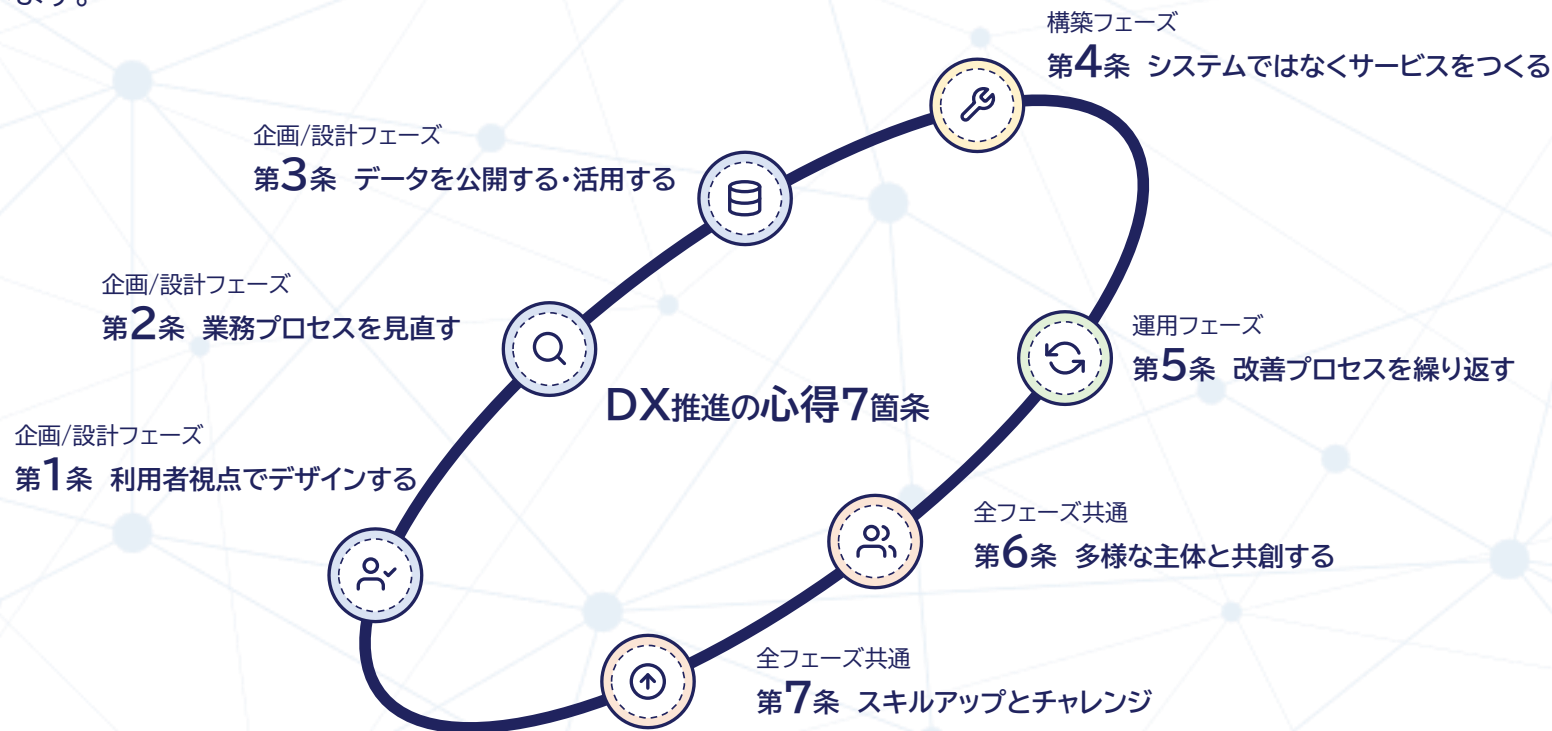 ます。
構築フェーズ
第4条 システムではなくサービスをつくる
企画/設計フェーズ
第3条 データを公開する・活用する
企画/設計フェーズ
第2条 業務プロセスを見直す
運用フェーズ
第5条 改善プロセスを繰り返す
DX推進の心得7箇条
企画/設計フェーズ
第1条 利用者視点でデザインする
全フェーズ共通
第6条 多様な主体と共創する
全フェーズ共通
第7条 スキルアップとチャレンジ